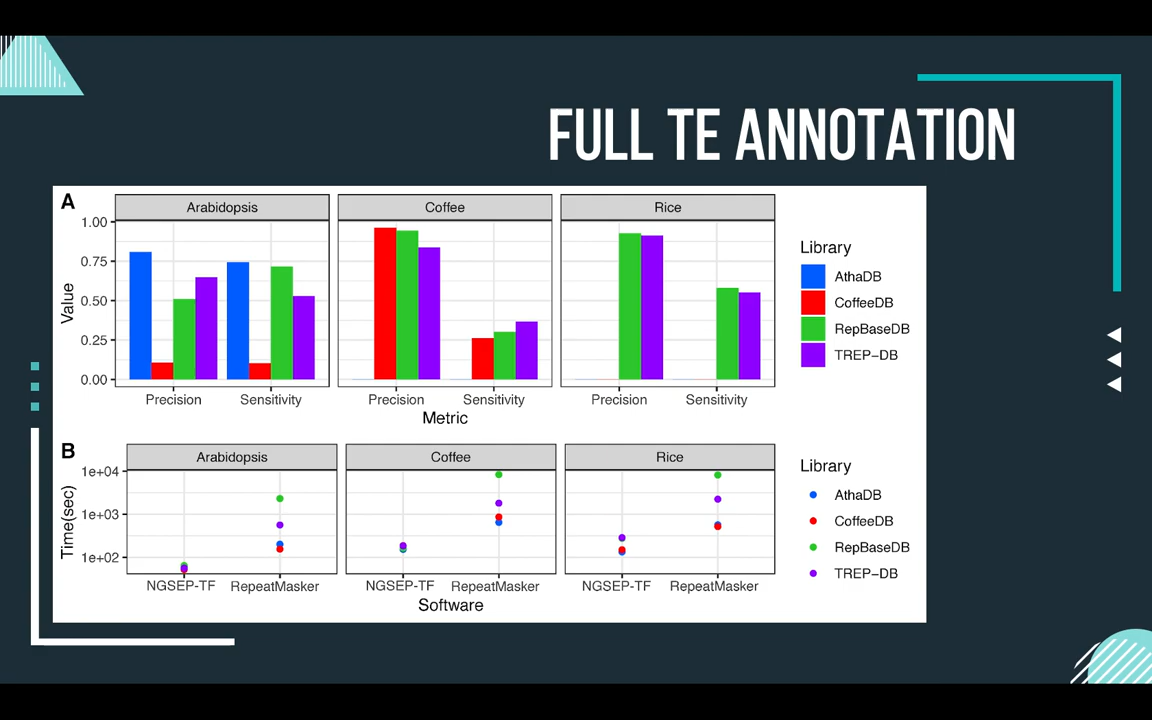 FULL TE ANNOTATION
A
Arabidopsis Coffee Rice
1.00
0.75
0.50
0.25
0.00
Value
Precision Sensitivity Precision Sensitivity Precision Sensitivity
Metric
Library
AthaDB
CoffeeDB
RepBaseDB
TREP-DB
B
Arabidopsis Coffee Rice
1e+04
1e+03
1e+02
Time(sec)
NGSEP-TF RepeatMasker NGSEP-TF RepeatMasker NGSEP-TF RepeatMasker
Software
Library
AthaDB
CoffeeDB
RepBaseDB
TREP-DB